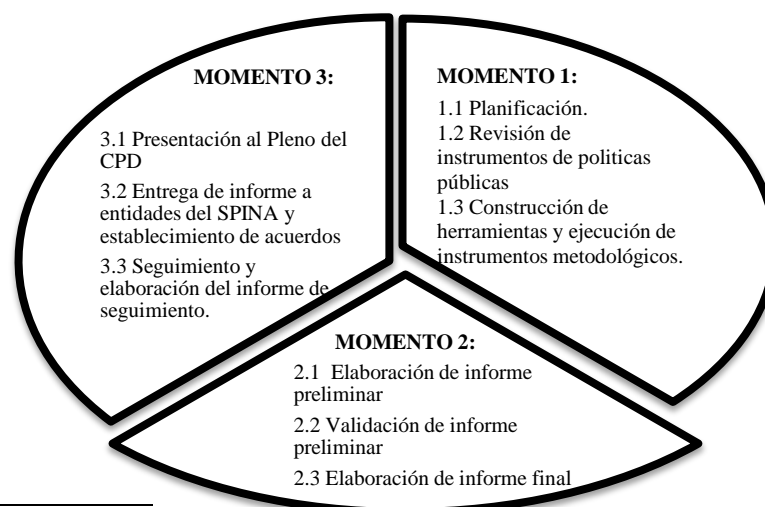 MOMENTO 3:
3.1 Presentación al Pleno del
CPD
3.2 Entrega de informe a
entidades del SPINA y
establecimiento de acuerdos
3.3 Seguimiento y
elaboración del informe de
seguimiento.
MOMENTO 1:
1.1 Planificación.
1.2 Revisión de
instrumentos de politicas
públicas
1.3 Construcción de
herramientas y ejecución de
instrumentos metodológicos.
MOMENTO 2:
2.1 Elaboración de informe
preliminar
2.2 Validación de informe
preliminar
2.3 Elaboración de informe final